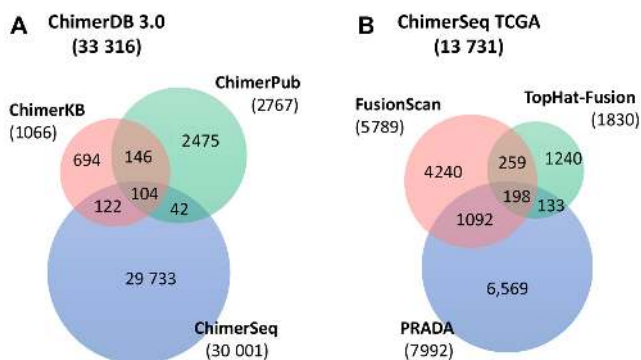 A
ChimerDB 3.0
(33 316)
ChimerPub
(2767)
ChimerKB
(1066)
694
146
2475
104
122
42
29 733
ChimerSeq
(30 001)
B
ChimerSeq TCGA
(13 731)
TopHat-Fusion
(1830)
FusionScan
(5789)
4240
259
1240
198
133
1092
6,569
PRADA
(7992)